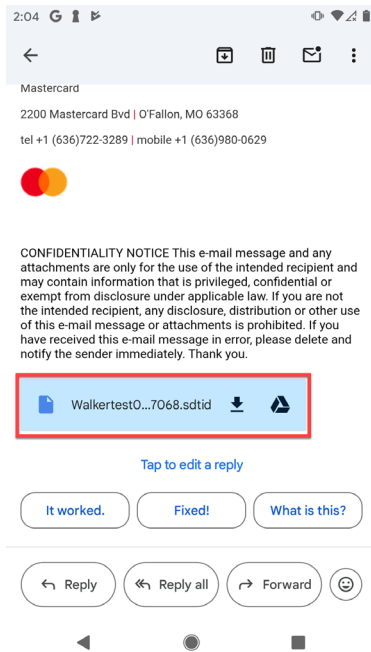 2:04
Mastercard
2200 Mastercard Bvd | O'Fallon, MO 63368
tel +1 (636)722-3289 | mobile +1 (636)980-0629
CONFIDENTIALITY NOTICE This e-mail message and any
attachments are only for the use of the intended recipient and
may contain information that is privileged, confidential or
exempt from disclosure under applicable law. If you are not
the intended recipient, any disclosure, distribution or other use
of this e-mail message or attachments is prohibited. If you
have received this e-mail message in error, please delete and
notify the sender immediately. Thank you.
Walkertest0...7068.sdtid
Tap to edit a reply
It worked.
Fixed!
What is this?
Reply
Reply all
Forward